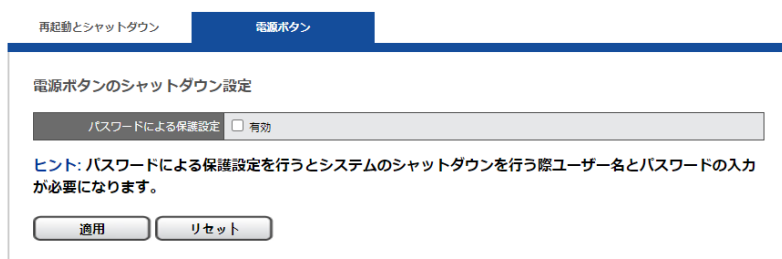 再起動とシャットダウン 電源ボタン
電源ボタンのシャットダウン設定
パスワードによる保護設定 有効
ヒント: パスワードによる保護設定を行うとシステムのシャットダウンを行う際ユーザー名とパスワードの入力
が必要になります。
適用 リセット